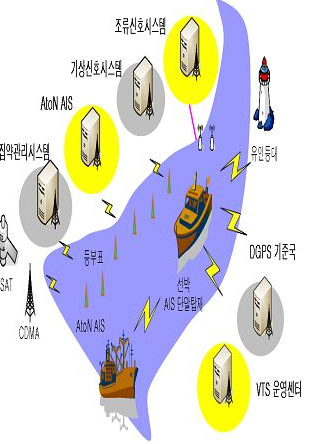 조류신호시스템
기상신호시스템
AtoN AIS
집약관리시스템
유인등대
등부표
DGPS 기준국
선박
AIS 단말탑재
SAT
CDMA
AtoN AIS
VTS 운영센터